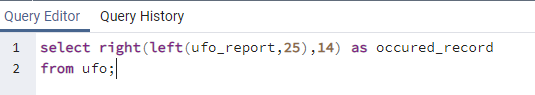 Query Editor Query History
1 select right(left(ufo_report,25),14) as occured_record
2 from ufo;